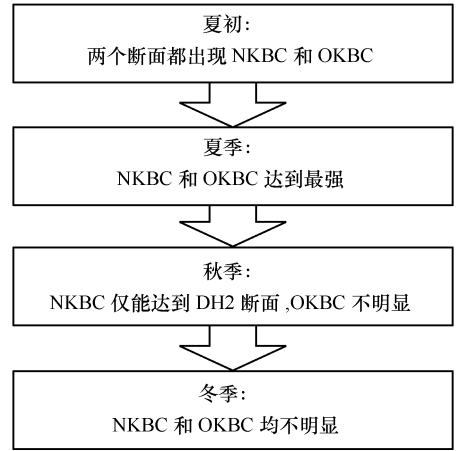 夏初：
两个断面都出现 NKBC 和 OKBC
夏季：
NKBC 和 OKBC 达到最强
秋季：
NKBC 仅能达到 DH2 断面 ,OKBC 不明显
冬季：
NKBC 和 OKBC 均不明显